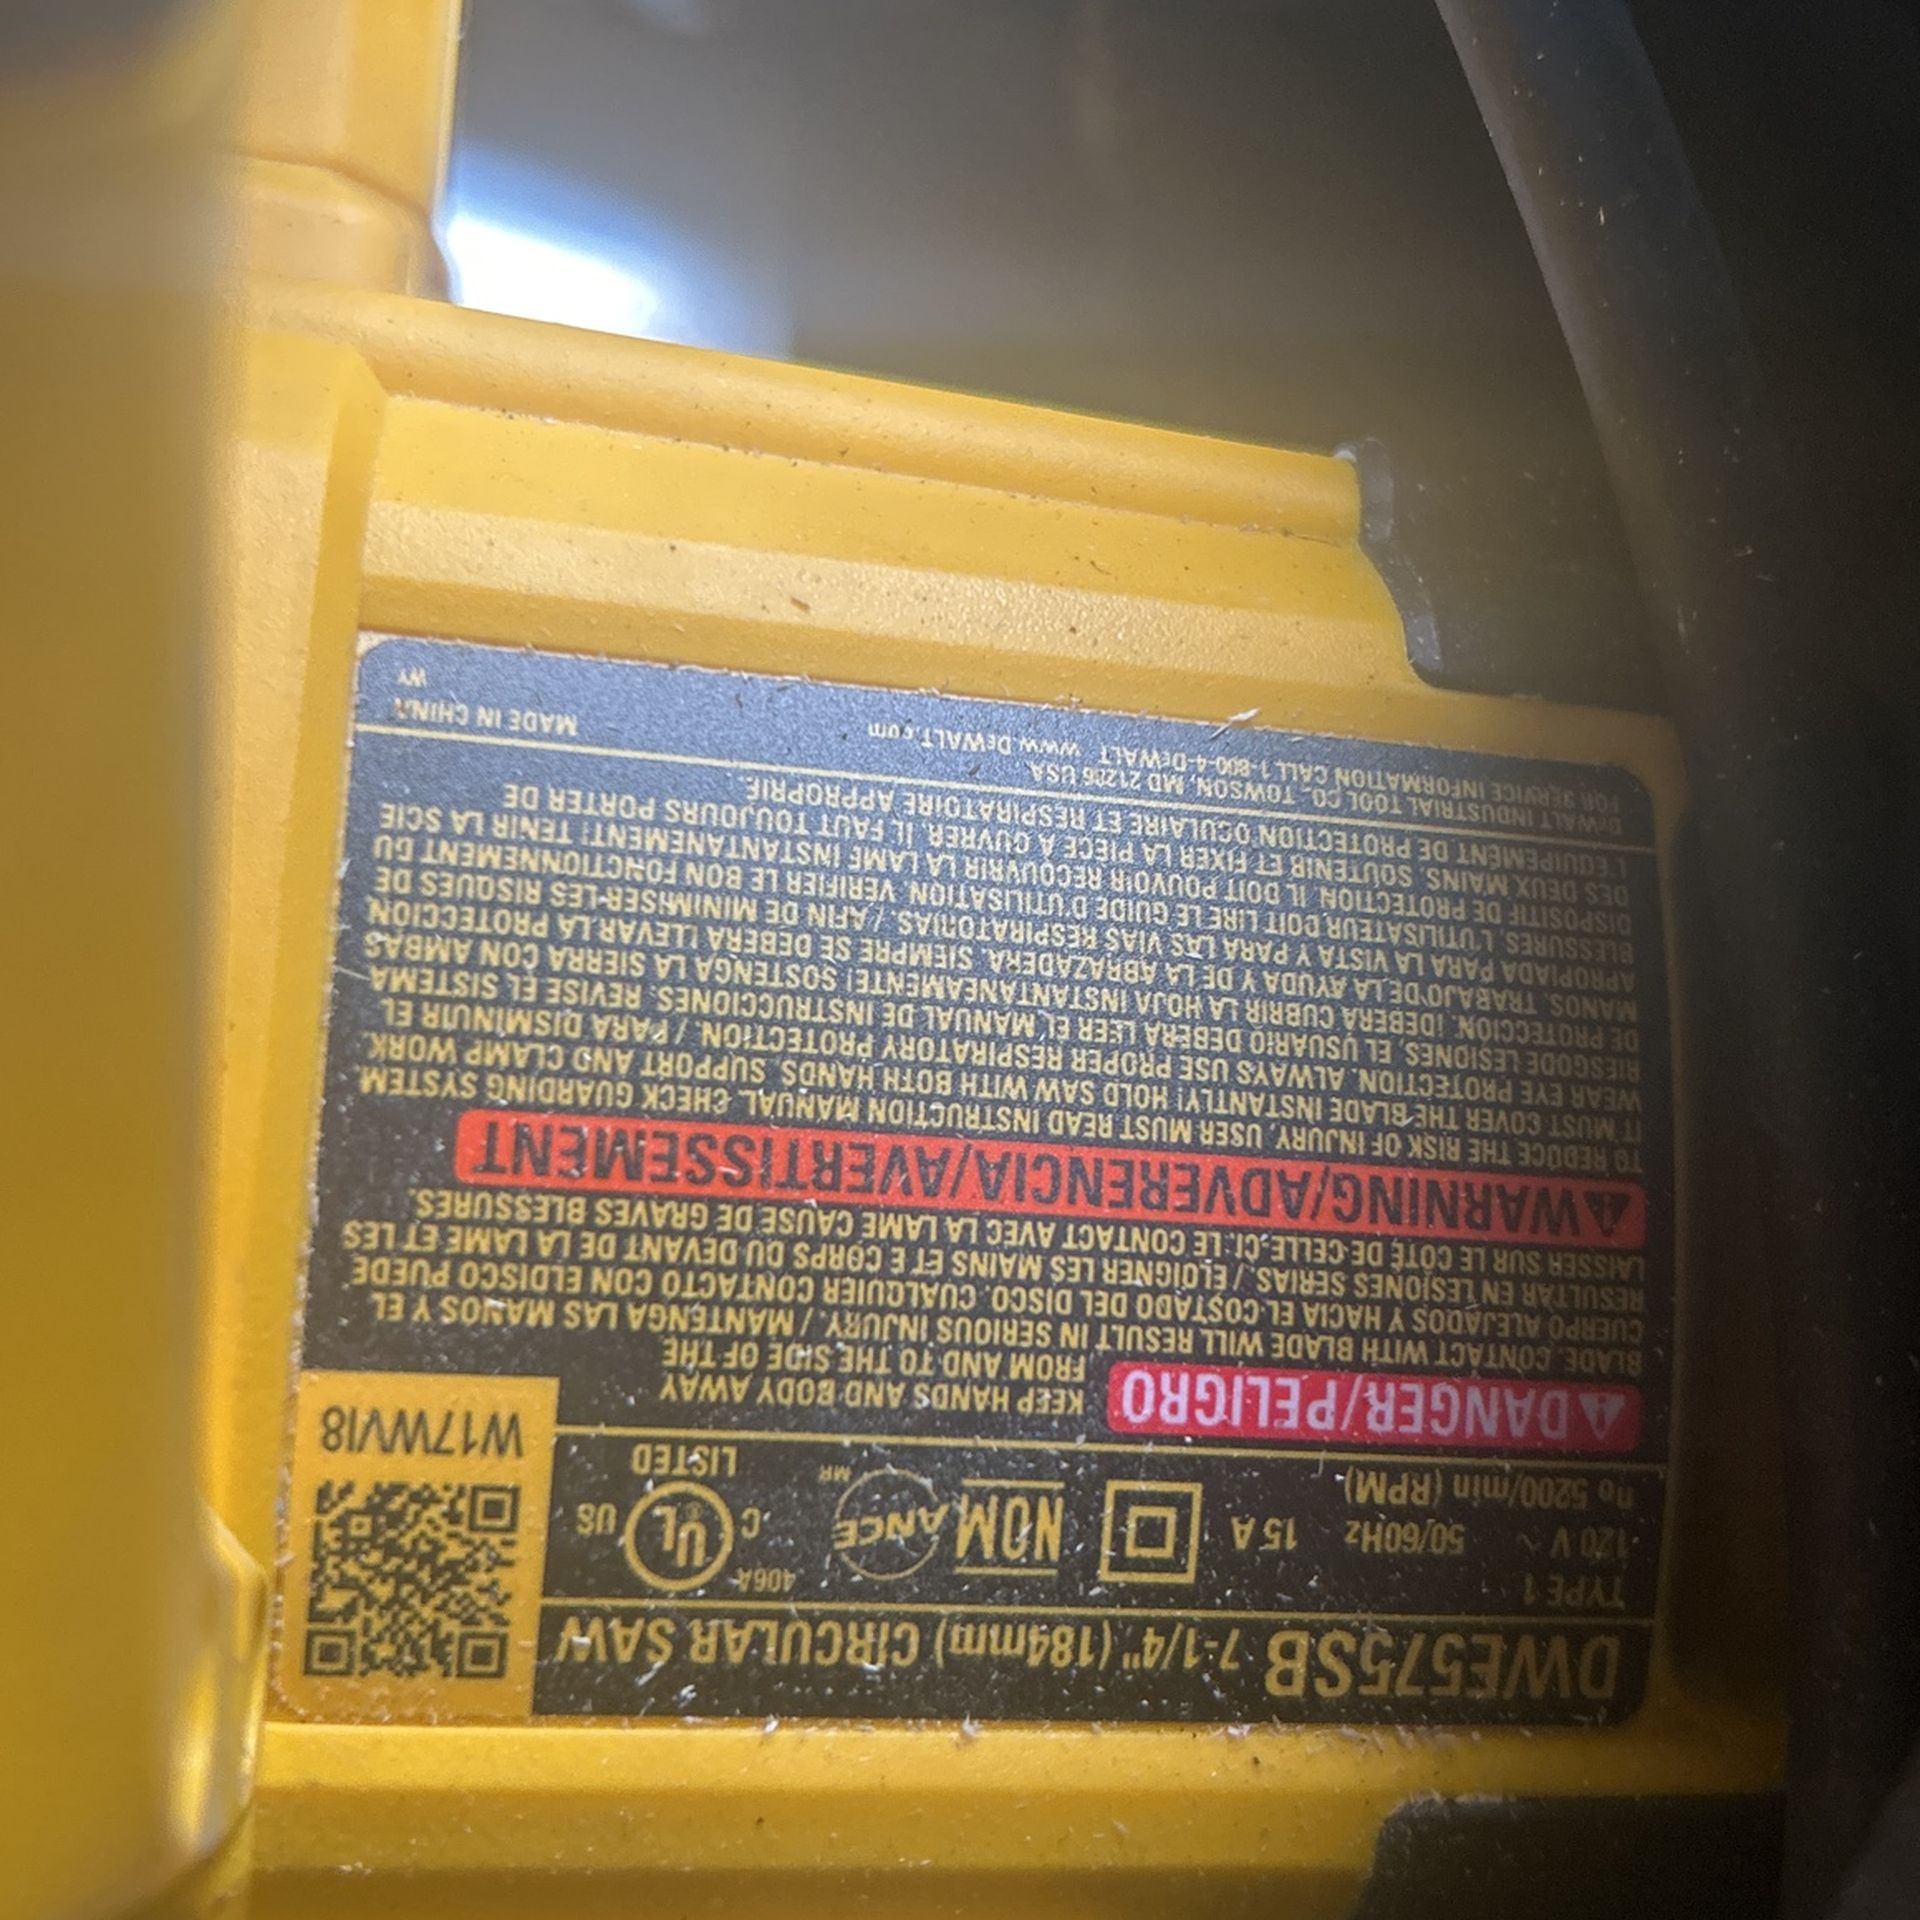 DWE575SB 7-1/4" (184mm) CIRCULAR SAW
TYPE 1
120 V ~ 50/60Hz 15 A
no 5200/min (RPM)
NOM
ANCE
MR
406A
C UL US
®
LISTED
W17WVI8
DANGER/PELIGRO
KEEP HANDS AND BODY AWAY
FROM AND TO THE SIDE OF THE
BLADE. CONTACT WITH BLADE WILL RESULT IN SERIOUS INJURY. / MANTENGA LAS MANOS Y EL
CUERPO ALEJADOS Y HACIA EL COSTADO DEL DISCO. CUALQUIER CONTACTO CON ELDISCO PUEDE
RESULTAR EN LESIONES SERIAS. / ELOIGNER LES MAINS ET E CORPS DU DEVANT DE LA LAME ET LES
LAISSER SUR LE CÔTÉ DE CELLE-CI. LE CONTACT AVEC LA LAME CAUSE DE GRAVES BLESSURES.
WARNING/ADVERENCIA/AVERTISSEMENT
TO REDUCE THE RISK OF INJURY, USER MUST READ INSTRUCTION MANUAL. CHECK GUARDING SYSTEM.
IT MUST COVER THE BLADE INSTANTLY! HOLD SAW WITH BOTH HANDS. SUPPORT AND CLAMP WORK.
WEAR EYE PROTECTION. ALWAYS USE PROPER RESPIRATORY PROTECTION. / PARA DISMINUIR EL
RIESGODE LESIONES, EL USUARIO DEBERÁ LEER EL MANUAL DE INSTRUCCIONES. REVISE EL SISTEMA
DE PROTECCIÓN. ¡DEBERÁ CUBRIR LA HOJA INSTANTANEAMENTE! SOSTENGA LA SIERRA CON AMBAS
MANOS. TRABAJO DE LA AYUDA Y DE LA ABRAZADERA. SIEMPRE SE DEBERÁ LLEVAR LA PROTECCIÓN
APROPIADA PARA LA VISTA Y PARA LAS VIAS RESPIRATORIAS. / AFIN DE MINIMISER LES RISQUES DE
BLESSURES, L'UTILISATEUR DOIT LIRE LE GUIDE D'UTILISATION. VERIFIER LE BON FONCTIONNEMENT DU
DISPOSITIF DE PROTECTION. IL DOIT POUVOIR RECOUVRIR LA LAME INSTANTANEMENT! TENIR LA SCIE
DES DEUX MAINS. SOUTENIR ET FIXER LA PIECE A OUVRER. IL FAUT TOUJOURS PORTER DE
L'EQUIPEMENT DE PROTECTION OCULAIRE ET RESPIRATOIRE APPROPRIE.
DEWALT INDUSTRIAL TOOL CO., TOWSON, MD 21286 USA
FOR SERVICE INFORMATION CALL 1-800-4-DEWALT www.DEWALT.com
MADE IN CHINA
WY